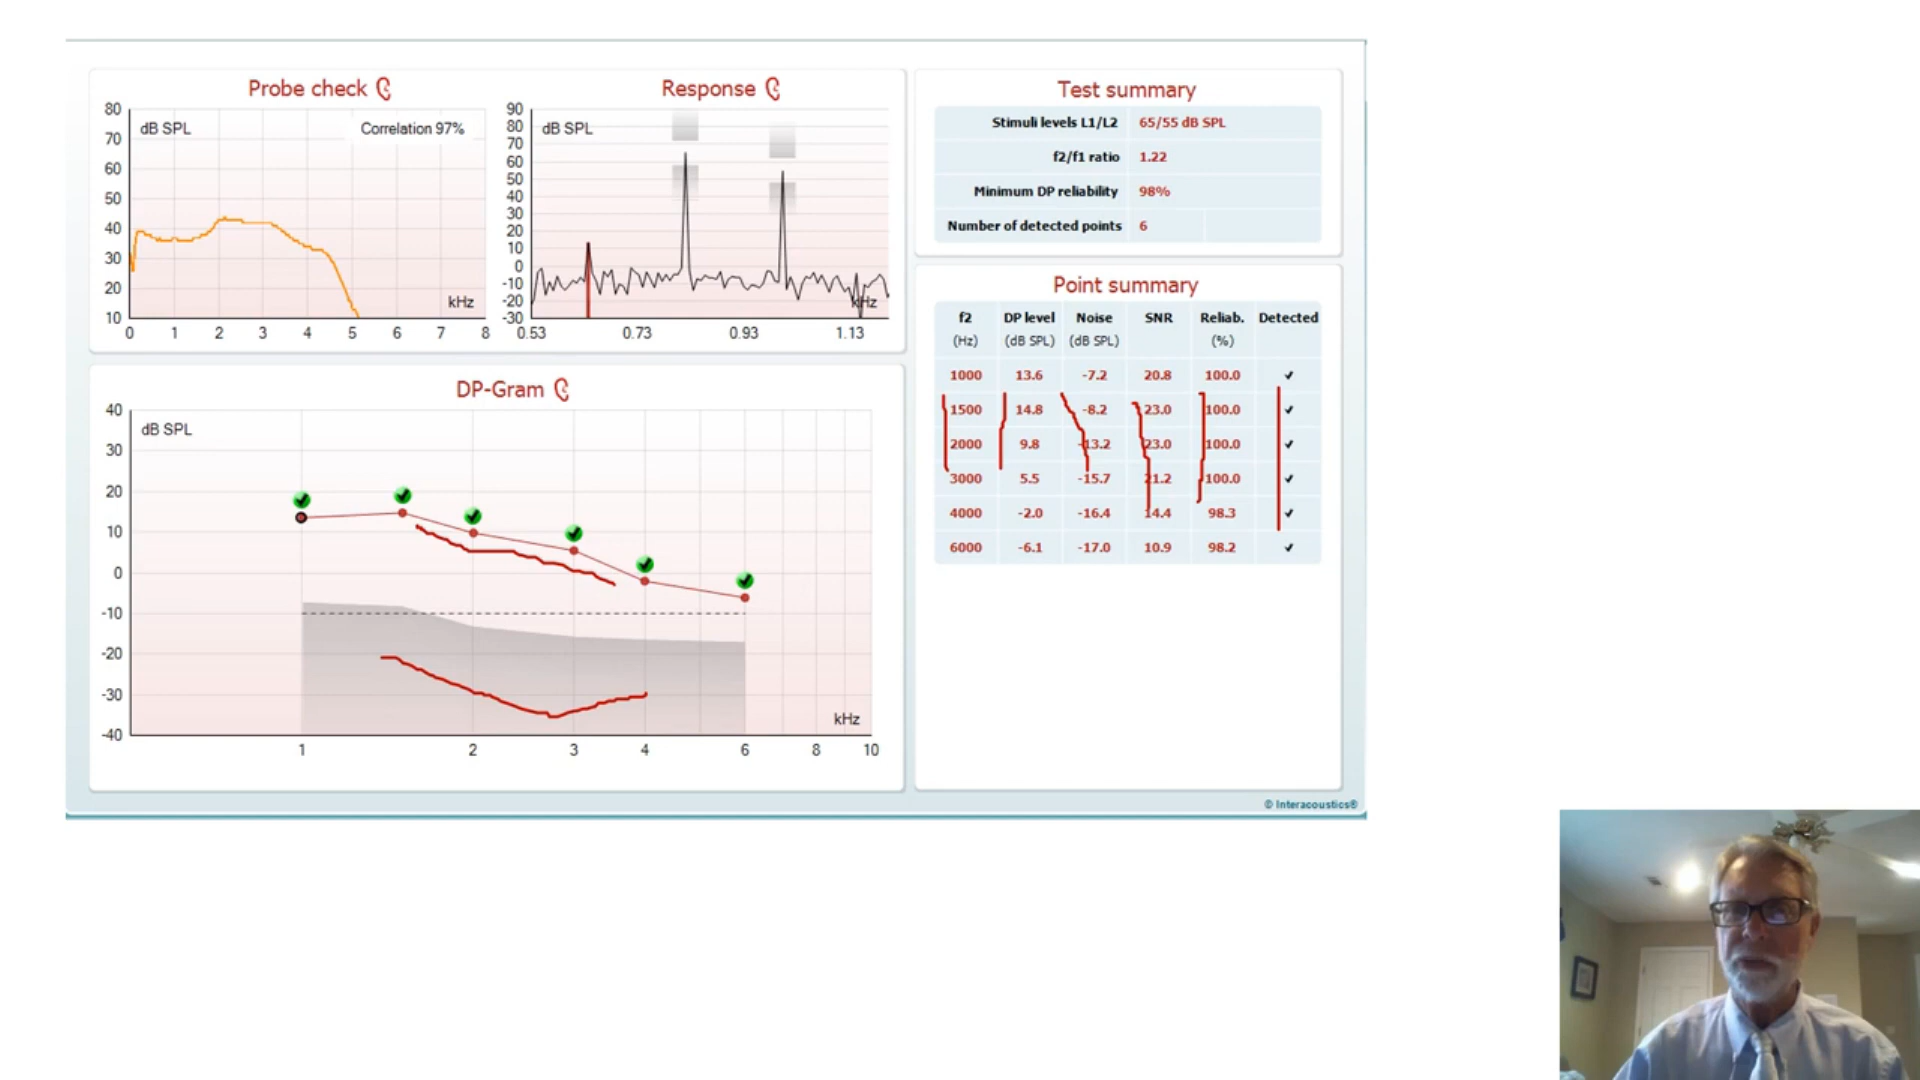 Probe check
80
dB SPL
Correlation 97%
70
60
50
40
30
20
kHz
10
0 1 2 3 4 5 6 7 8
Response
90
80
dB SPL
70
60
50
40
30
20
10
0
-10
-20
kHz
-30
0.53 0.73 0.93 1.13
Test summary
Stimuli levels L1/L2 65/55 dB SPL
f2/f1 ratio 1.22
Minimum DP reliability 98%
Number of detected points 6
DP-Gram
40
dB SPL
30
20
10
0
-10
-20
-30
kHz
-40
1 2 3 4 6 8 10
Point summary
f2 DP level Noise SNR Reliab. Detected
(Hz) (dB SPL) (dB SPL) (%)
1000 13.6 -7.2 20.8 100.0 ✔
1500 14.8 -8.2 23.0 100.0 ✔
2000 9.8 -13.2 23.0 100.0 ✔
3000 5.5 -15.7 21.2 100.0 ✔
4000 -2.0 -16.4 14.4 98.3 ✔
6000 -6.1 -17.0 10.9 98.2 ✔
© Interacoustics®